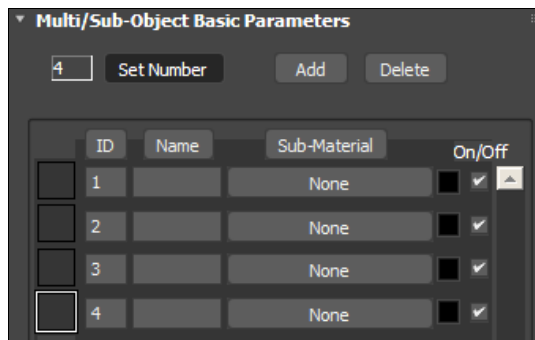 Multi/Sub-Object Basic Parameters
4 Set Number Add Delete
ID Name Sub-Material On/Off
1 None
2 None
3 None
4 None